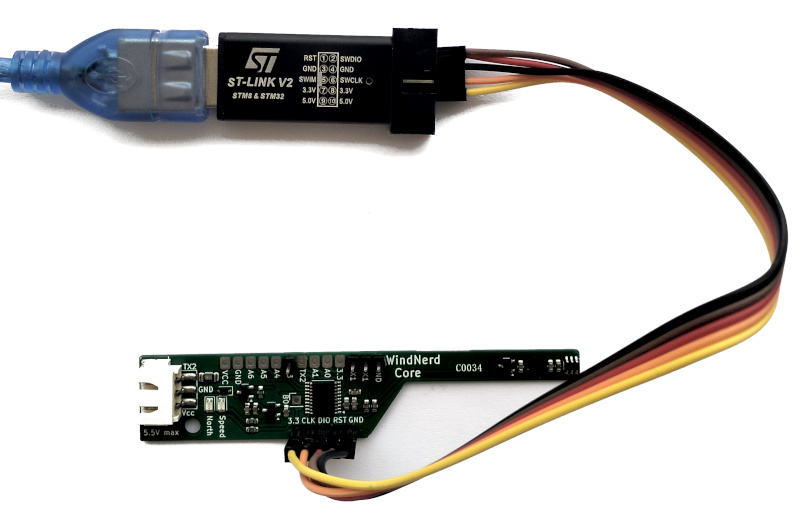 ST
ST-LINK V2
STM8 & STM32
RST ① ② SWDIO
GND ③ ④ GND
SWIM ⑤ ⑥ SWCLK
3.3V ⑦ ⑧ 3.3V
5.0V ⑨ ⑩ 5.0V
TX2
GND
Vcc
5.5V max
North
Speed
VCC
GND
A6
A5
A4
TX2
A1
A0
3.3
WindNerd
Core
C0034
3.3 CLK DIO RST GND